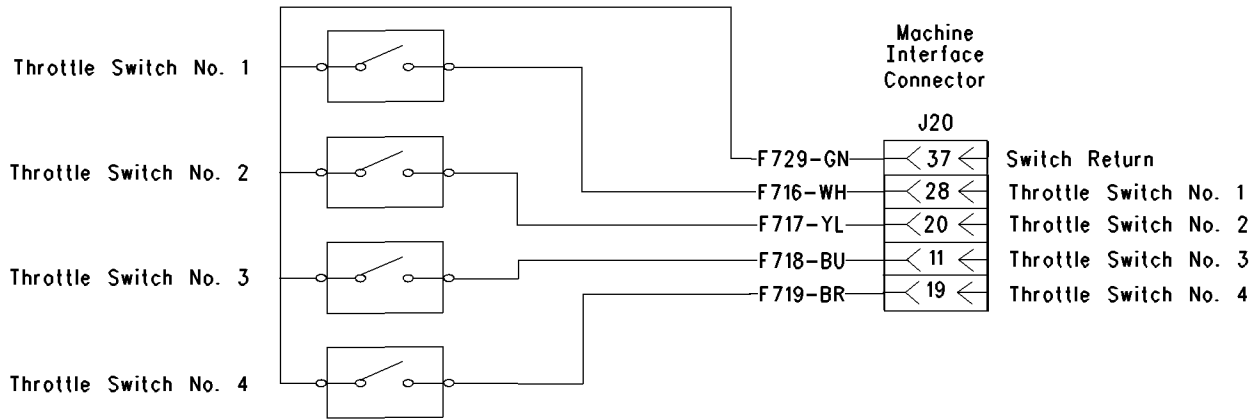 Throttle Switch No. 1
Throttle Switch No. 2
Throttle Switch No. 3
Throttle Switch No. 4
Machine
Interface
Connector
J20
F729-GN 37 Switch Return
F716-WH 28 Throttle Switch No. 1
F717-YL 20 Throttle Switch No. 2
F718-BU 11 Throttle Switch No. 3
F719-BR 19 Throttle Switch No. 4